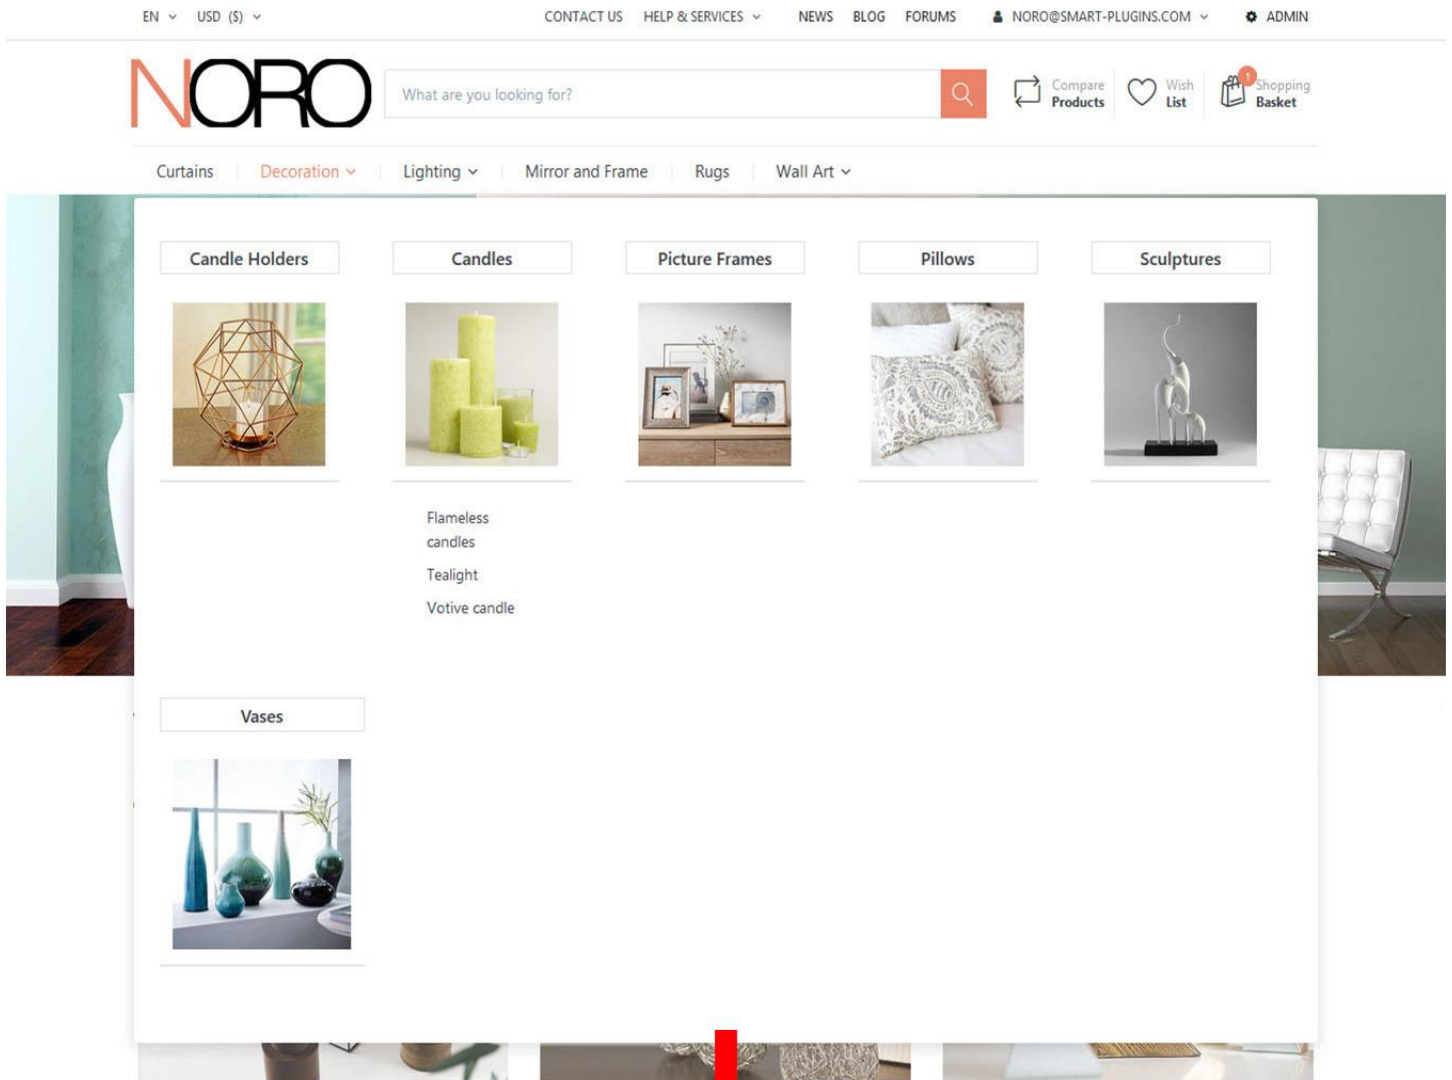 EN USD ($) CONTACT US HELP & SERVICES NEWS BLOG FORUMS NORO@SMART-PLUGINS.COM ADMIN
NORO
What are you looking for?
Compare
Products
Wish
List
1
Shopping
Basket
Curtains Decoration Lighting Mirror and Frame Rugs Wall Art
Candle Holders Candles Picture Frames Pillows Sculptures
Flameless
candles
Tealight
Votive candle
Vases